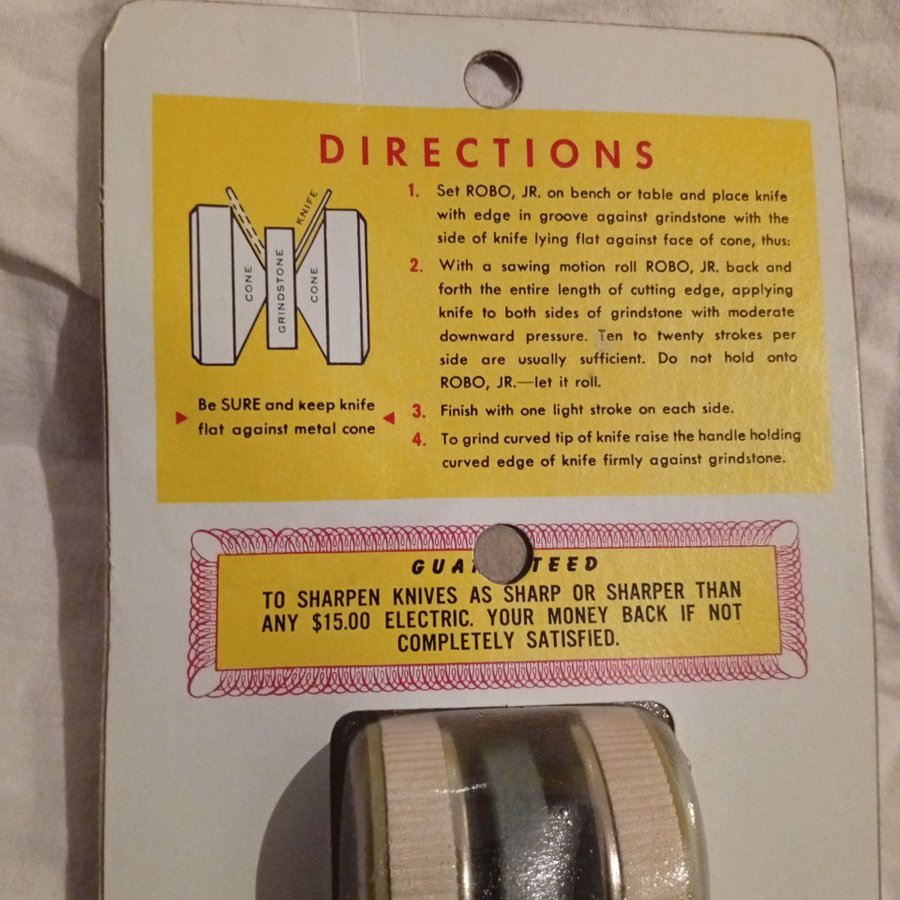 DIRECTIONS
KNIFE
CONE
GRINDSTONE
CONE
Be SURE and keep knife
flat against metal cone
1. Set ROBO, JR. on bench or table and place knife
with edge in groove against grindstone with the
side of knife lying flat against face of cone, thus:
2. With a sawing motion roll ROBO, JR. back and
forth the entire length of cutting edge, applying
knife to both sides of grindstone with moderate
downward pressure. Ten to twenty strokes per
side are usually sufficient. Do not hold onto
ROBO, JR.—let it roll.
3. Finish with one light stroke on each side.
4. To grind curved tip of knife raise the handle holding
curved edge of knife firmly against grindstone.
TO SHARPEN KNIVES AS SHARP OR SHARPER THAN
ANY $15.00 ELECTRIC. YOUR MONEY BACK IF NOT
COMPLETELY SATISFIED.